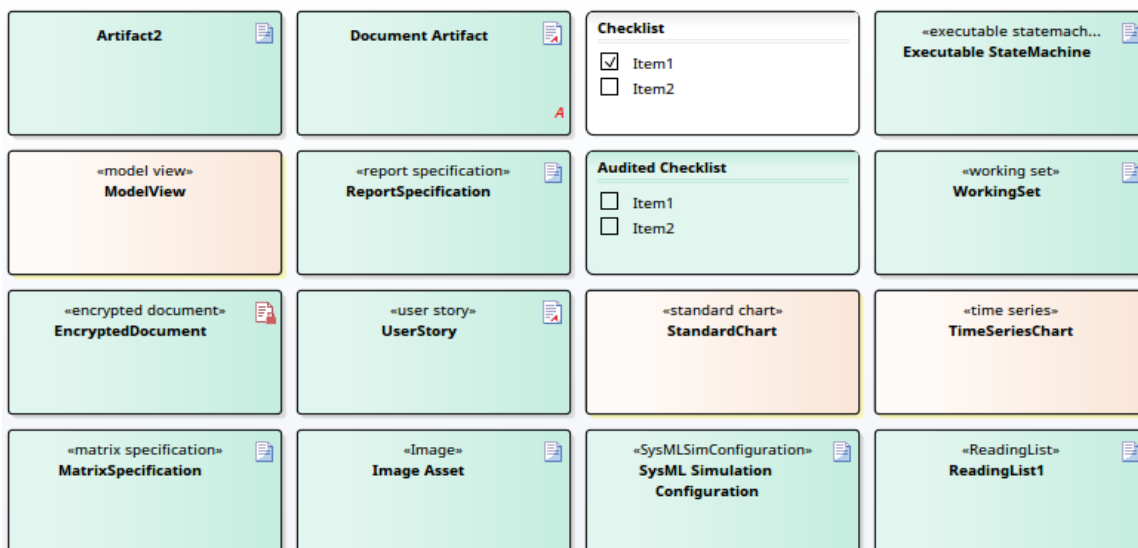 Artifact2
Document Artifact
A
Checklist
Item1
Item2
«executable statemach...
Executable StateMachine
«model view»
ModelView
«report specification»
ReportSpecification
Audited Checklist
Item1
Item2
«working set»
WorkingSet
«encrypted document»
EncryptedDocument
«user story»
UserStory
«standard chart»
StandardChart
«time series»
TimeSeriesChart
«matrix specification»
MatrixSpecification
«Image»
Image Asset
«SysMLSimConfiguration»
SysML Simulation
Configuration
«ReadingList»
ReadingList1